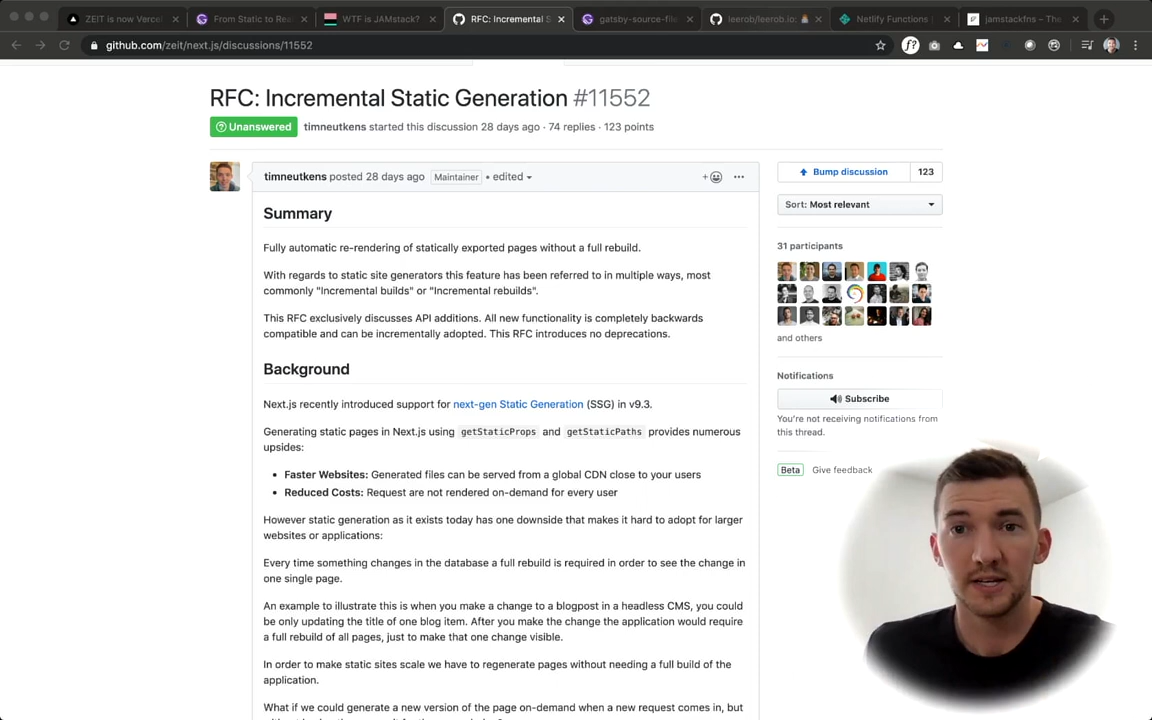 ZEIT is now Verce
From Static to Rea
WTF is JAMstack?
RFC: Incremental S
gatsby-source-file
leerob/leerob.io:
Netlify Functions
jamstackfns – The
github.com/zeit/next.js/discussions/11552
RFC: Incremental Static Generation #11552
Unanswered timneutkens started this discussion 28 days ago · 74 replies · 123 points
timneutkens posted 28 days ago Maintainer • edited
Summary
Fully automatic re-rendering of statically exported pages without a full rebuild.
With regards to static site generators this feature has been referred to in multiple ways, most
commonly "Incremental builds" or "Incremental rebuilds".
This RFC exclusively discusses API additions. All new functionality is completely backwards
compatible and can be incrementally adopted. This RFC introduces no deprecations.
Background
Next.js recently introduced support for next-gen Static Generation (SSG) in v9.3.
Generating static pages in Next.js using getStaticProps and getStaticPaths provides numerous
upsides:
• Faster Websites: Generated files can be served from a global CDN close to your users
• Reduced Costs: Request are not rendered on-demand for every user
However static generation as it exists today has one downside that makes it hard to adopt for larger
websites or applications:
Every time something changes in the database a full rebuild is required in order to see the change in
one single page.
An example to illustrate this is when you make a change to a blogpost in a headless CMS, you could
be only updating the title of one blog item. After you make the change the application would require
a full rebuild of all pages, just to make that one change visible.
In order to make static sites scale we have to regenerate pages without needing a full build of the
application.
What if we could generate a new version of the page on-demand when a new request comes in, but
Bump discussion 123
Sort: Most relevant
31 participants
and others
Notifications
Subscribe
You're not receiving notifications from
this thread.
Beta Give feedback